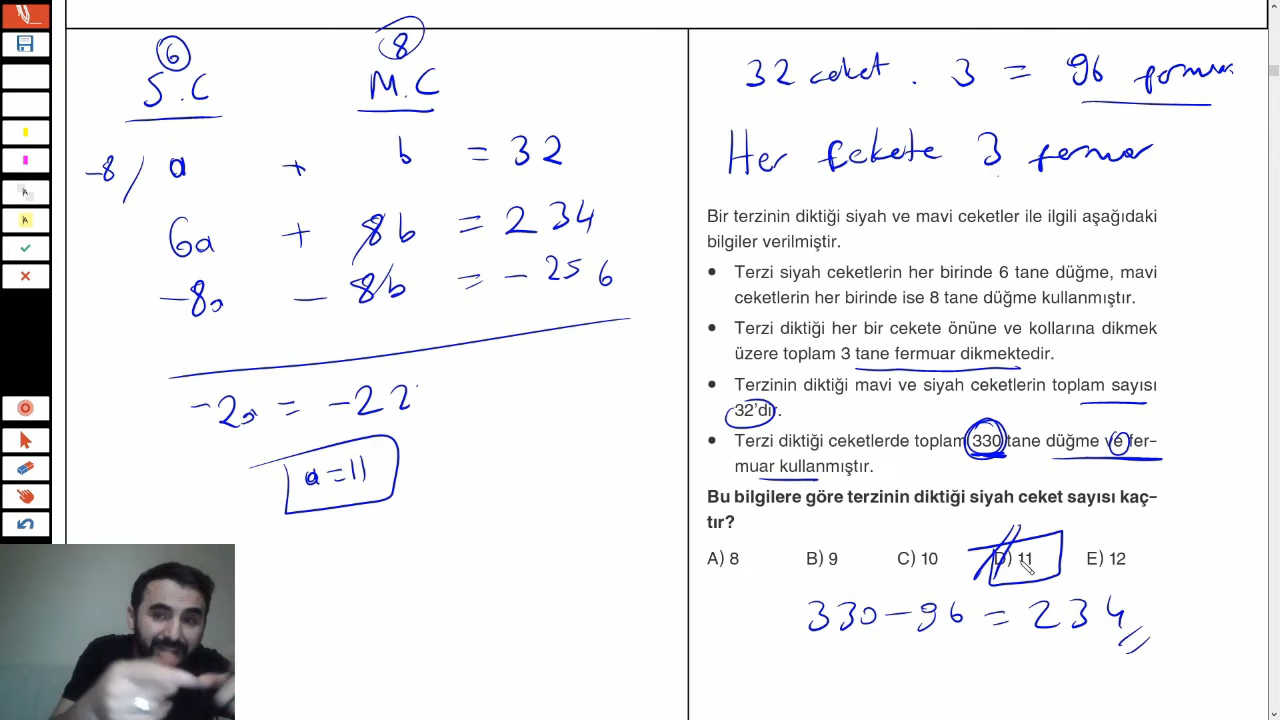 6
S.C
8
M.C
-8/ a + b = 32
6a + 8b = 234
-8a - 8b = -256
-2a = -22
a=11
32 ceket . 3 = 96 fermuar
Her cekete 3 fermuar
Bir terzinin diktiği siyah ve mavi ceketler ile ilgili aşağıdaki
bilgiler verilmiştir.
• Terzi siyah ceketlerin her birinde 6 tane düğme, mavi
ceketlerin her birinde ise 8 tane düğme kullanmıştır.
• Terzi diktiği her bir cekete önüne ve kollarına dikmek
üzere toplam 3 tane fermuar dikmektedir.
• Terzinin diktiği mavi ve siyah ceketlerin toplam sayısı
32'dir.
• Terzi diktiği ceketlerde toplam 330 tane düğme ve fer-
muar kullanmıştır.
Bu bilgilere göre terzinin diktiği siyah ceket sayısı kaç-
tır?
A) 8 B) 9 C) 10 D) 11 E) 12
330-96 = 234